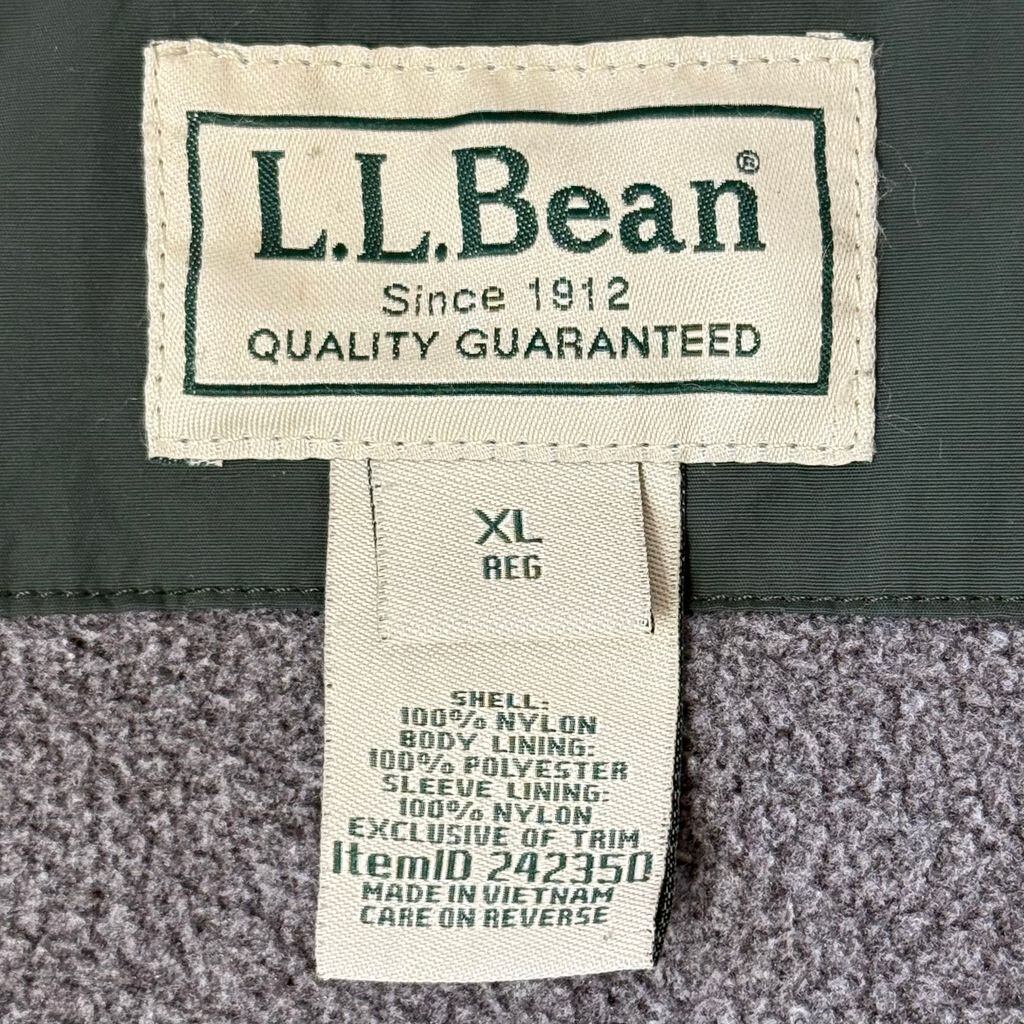 L.L.Bean®
Since 1912
QUALITY GUARANTEED
XL
REG
SHELL:
100% NYLON
BODY LINING:
100% POLYESTER
SLEEVE LINING:
100% NYLON
EXCLUSIVE OF TRIM
ItemID 242350
MADE IN VIETNAM
CARE ON REVERSE